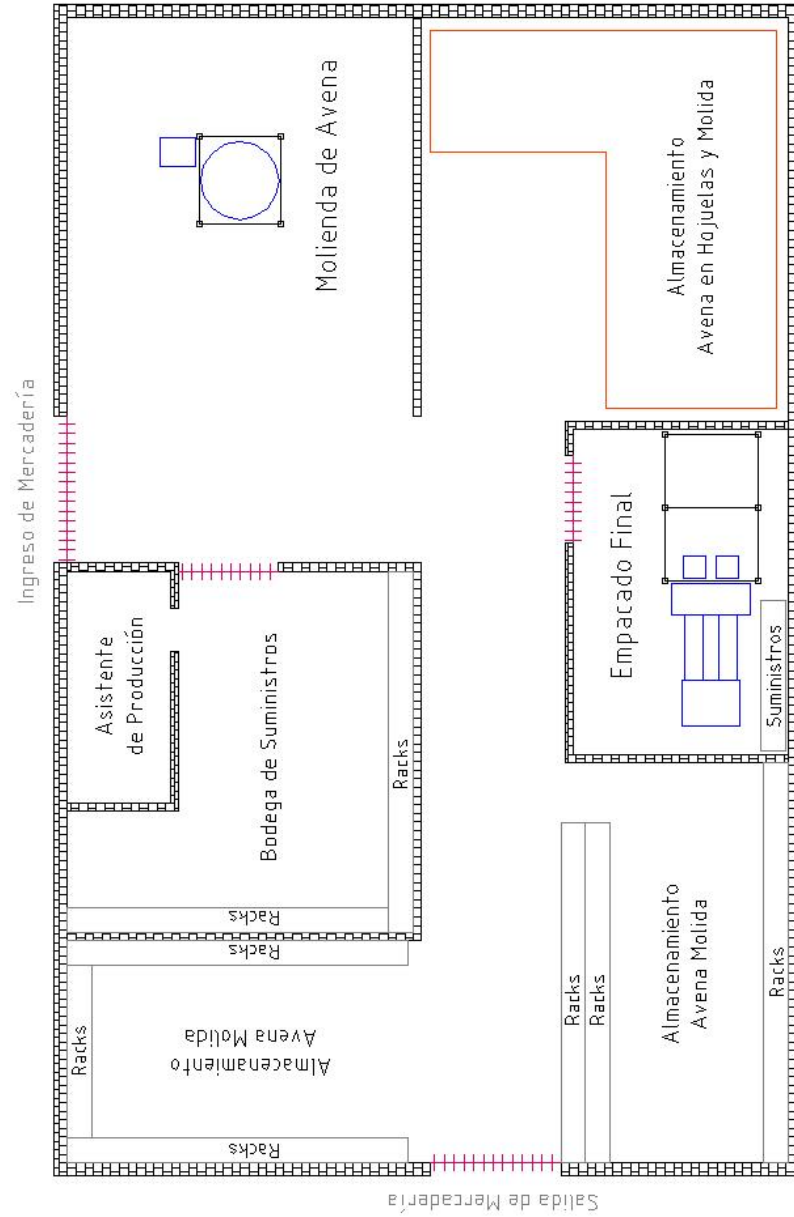 Ingreso de Mercadería
Molienda de Avena
Almacenamiento
Avena en Hojuelas y Molida
Asistente
de Producción
Bodega de Suministros
Racks
Racks
Empacado Final
Suministros
Racks
Racks
Almacenamiento
Avena Molida
Racks
Racks
Racks
Almacenamiento
Avena Molida
Racks
Salida de Mercadería